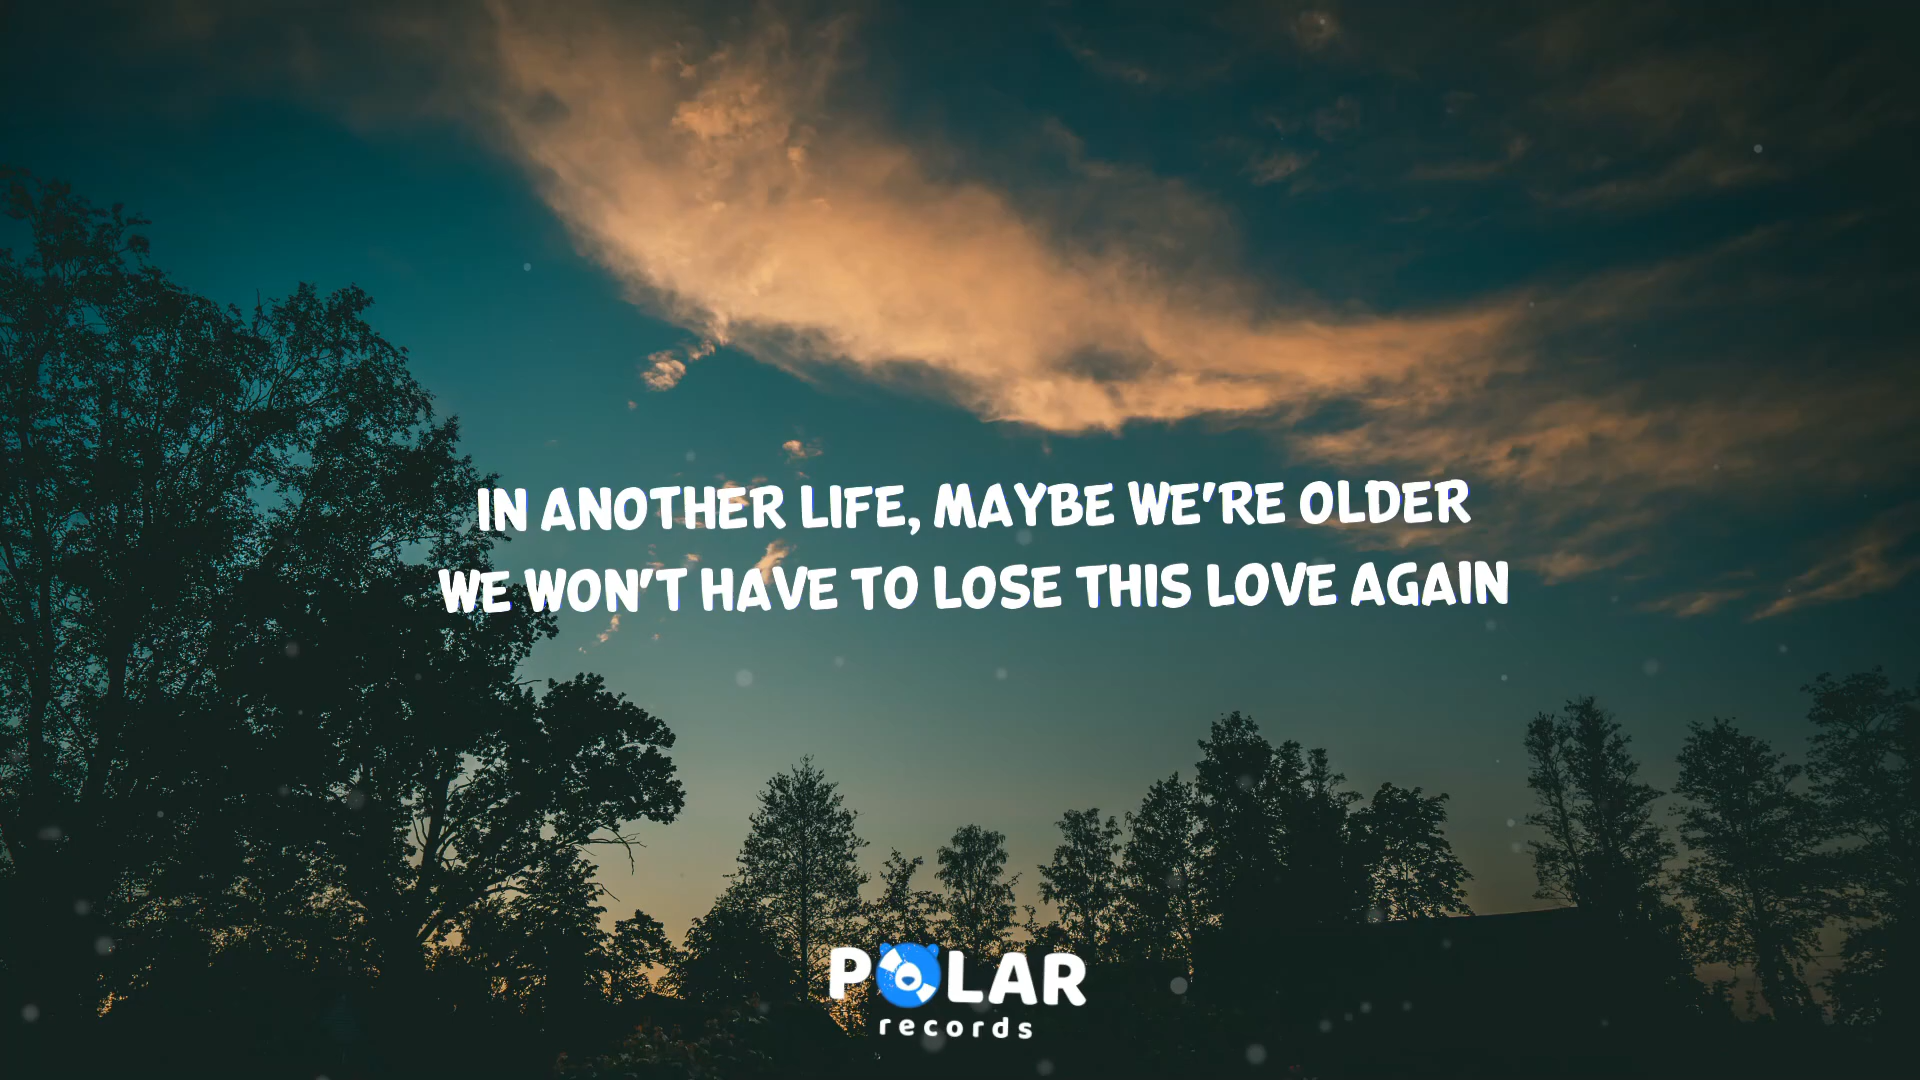 IN ANOTHER LIFE, MAYBE WE'RE OLDER
WE WON'T HAVE TO LOSE THIS LOVE AGAIN
POLAR
records